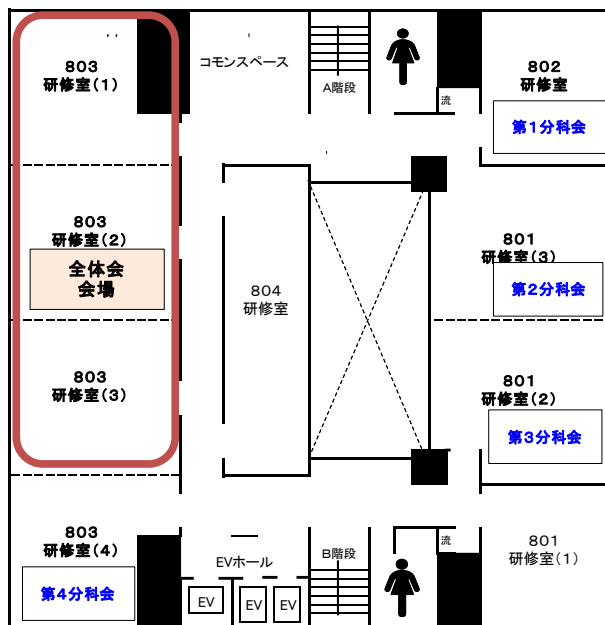 803
研修室(1)
コモンスペース
A階段
流
802
研修室
第1分科会
803
研修室(2)
全体会
会場
804
研修室
801
研修室(3)
第2分科会
803
研修室(3)
801
研修室(2)
第3分科会
803
研修室(4)
第4分科会
EVホール
EV
EV
EV
B階段
流
801
研修室(1)